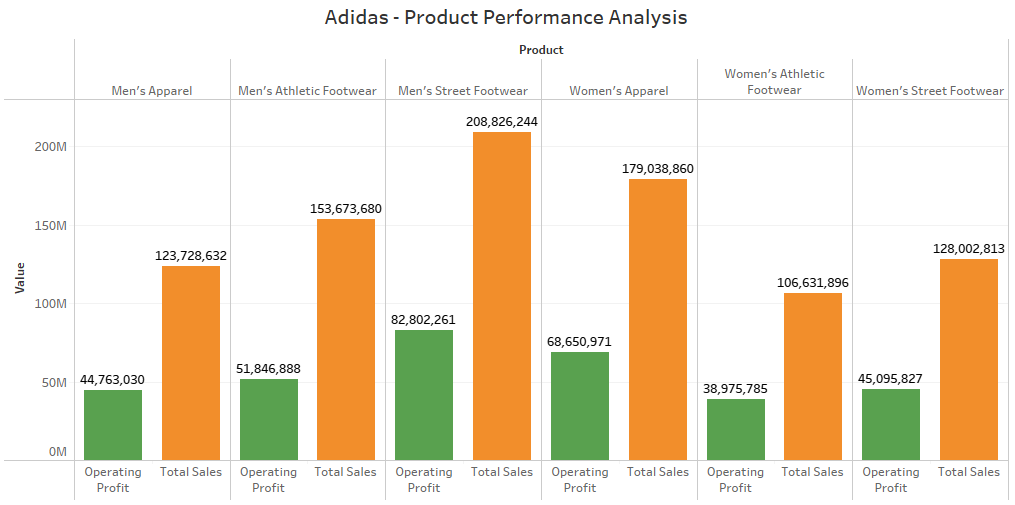 Adidas - Product Performance Analysis
Product
Men's Apparel
Men's Athletic Footwear
Men's Street Footwear
Women's Apparel
Women's Athletic
Footwear
Women's Street Footwear
Value
200M
150M
100M
50M
0M
44,763,030
123,728,632
51,846,888
153,673,680
82,802,261
208,826,244
68,650,971
179,038,860
38,975,785
106,631,896
45,095,827
128,002,813
Operating
Profit
Total Sales
Operating
Profit
Total Sales
Operating
Profit
Total Sales
Operating
Profit
Total Sales
Operating
Profit
Total Sales
Operating
Profit
Total Sales